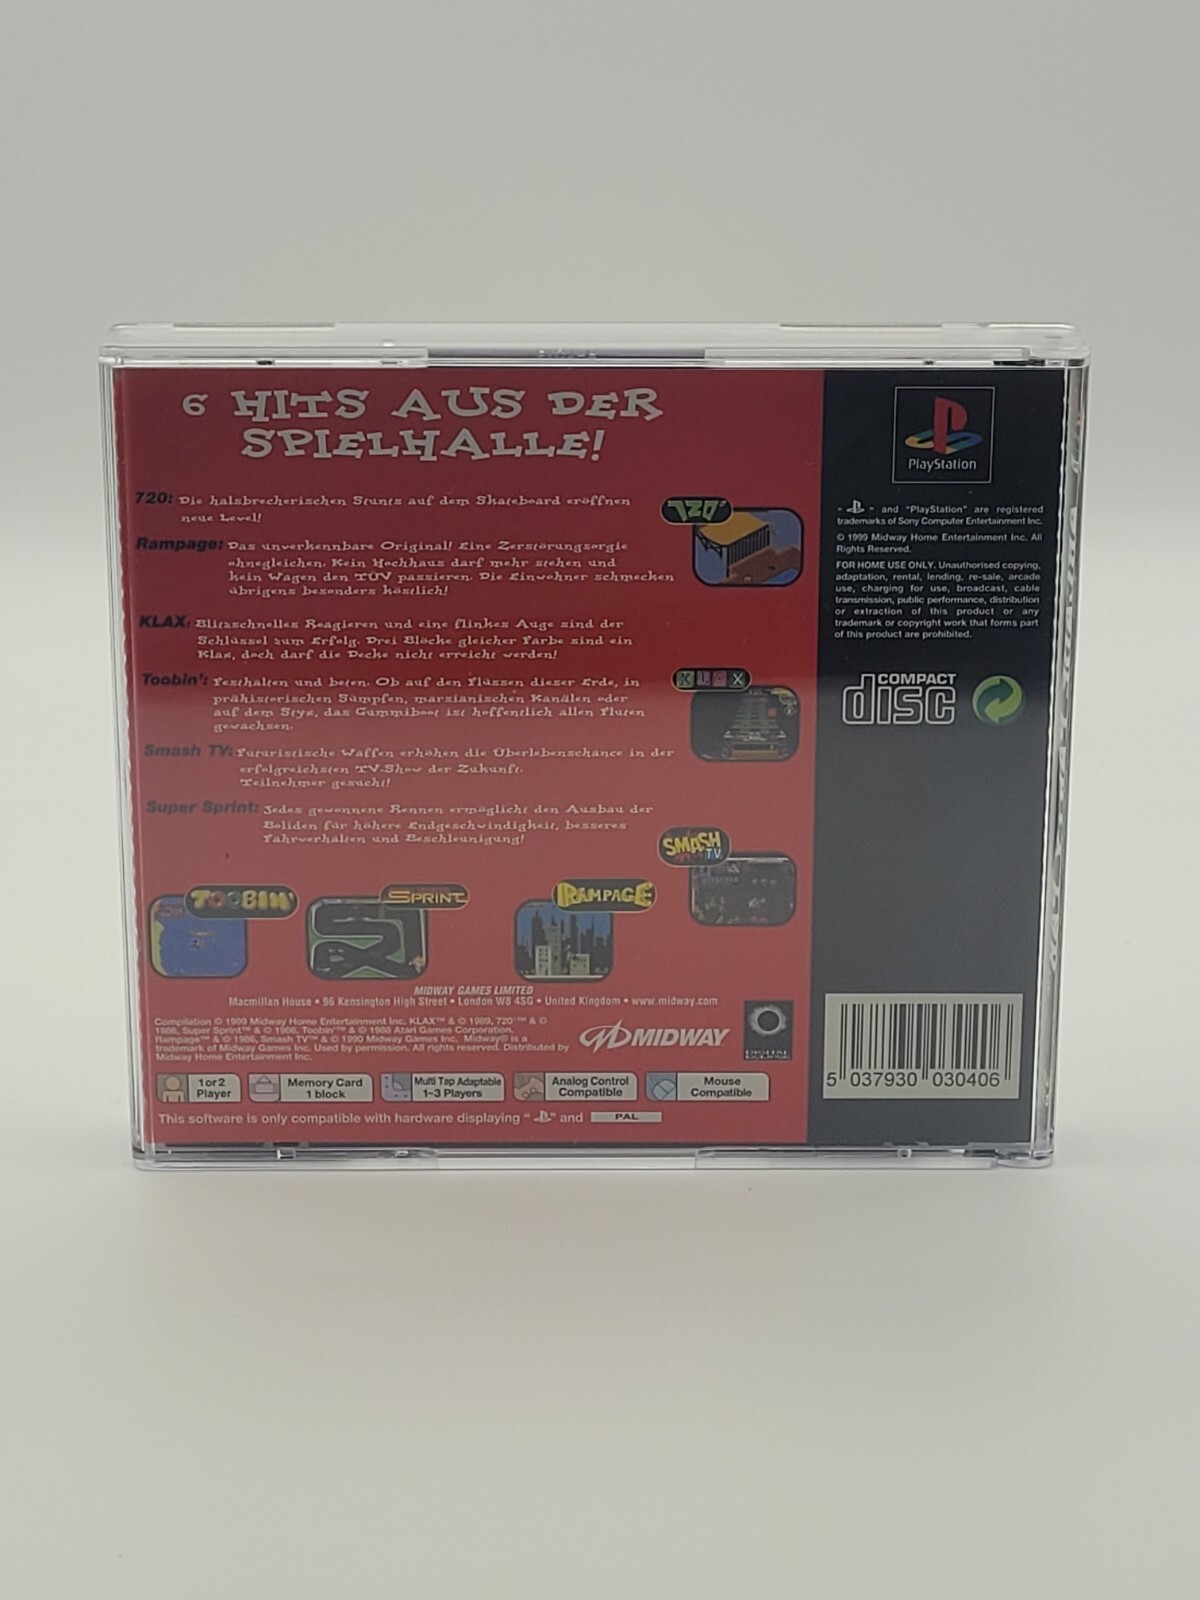 6 HITS AUS DER
SPIELHALLE!
720: Die halsbrecherischen Stunts auf dem Skateboard eröffnen
neue Level!
Rampage: Das unverkennbare Original! Eine Zerstörungsorgie
ohnegleichen. Kein Hochhaus darf mehr stehen und
kein Wagen den TÜV passieren. Die Einwohner schmecken
übrigens besonders köstlich!
KLAX: Blitzschnelles Reagieren und eine flinkes Auge sind der
Schlüssel zum Erfolg. Drei Blöcke gleicher Farbe sind ein
Klax, doch darf die Decke nicht erreicht werden!
Toobin': Festhalten und beten. Ob auf den Flüssen dieser Erde, in
prähistorischen Sümpfen, marsianischen Kanälen oder
auf dem Styx, das Gummiboot ist hoffentlich allen Fluten
gewachsen.
Smash TV: Futuristische Waffen erhöhen die Überlebenschance in der
erfolgreichsten TV-Show der Zukunft.
Teilnehmer gesucht!
Super Sprint: Jedes gewonnene Rennen ermöglicht den Ausbau der
Boliden für höhere Endgeschwindigkeit, besseres
Fahrverhalten und Beschleunigung!
720°
KLAX
SMASH
T.V.
TOOBIN'
SPRINT
RAMPAGE
MIDWAY GAMES LIMITED
Macmillan House • 96 Kensington High Street • London W8 4SG • United Kingdom • www.midway.com
Compilation © 1999 Midway Home Entertainment Inc. KLAX™ & © 1989, 720°™ & ©
1986, Super Sprint™ & © 1986, Toobin'™ & © 1988 Atari Games Corporation.
Rampage™ & © 1986, Smash TV™ & © 1990 Midway Games Inc. Midway® is a
trademark of Midway Games Inc. Used by permission. All rights reserved. Distributed by
Midway Home Entertainment Inc.
MIDWAY
DIGITAL
ECLIPSE
1 or 2
Player
Memory Card
1 block
Multi Tap Adaptable
1-3 Players
Analog Control
Compatible
Mouse
Compatible
This software is only compatible with hardware displaying " " and PAL
PlayStation
" " and "PlayStation" are registered
trademarks of Sony Computer Entertainment Inc.
© 1999 Midway Home Entertainment Inc. All
Rights Reserved.
FOR HOME USE ONLY. Unauthorised copying,
adaptation, rental, lending, re-sale, arcade
use, charging for use, broadcast, cable
transmission, public performance, distribution
or extraction of this product or any
trademark or copyright work that forms part
of this product are prohibited.
COMPACT
disc
5 037930 030406